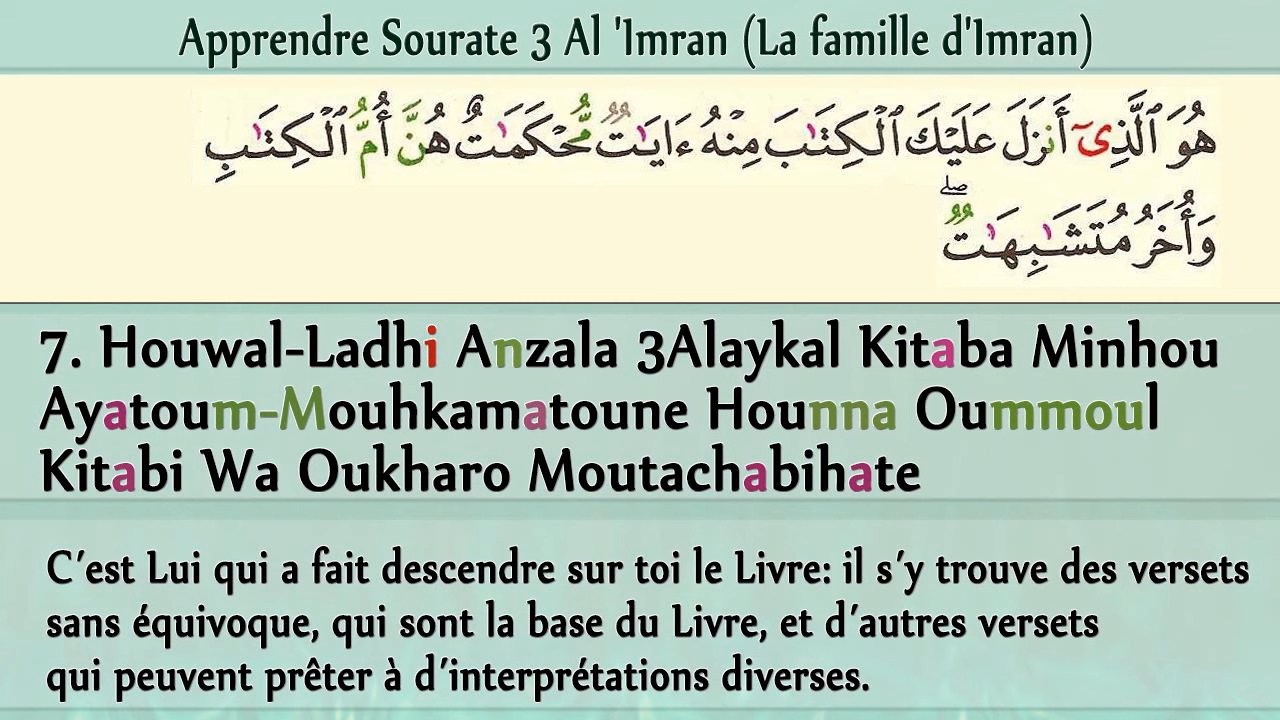 Apprendre Sourate 3 Al 'Imran (La famille d'Imran)
هُوَ ٱلَّذِىٓ أَنزَلَ عَلَيْكَ ٱلْكِتَـٰبَ مِنْهُ ءَايَـٰتٌ مُّحْكَمَـٰتٌ هُنَّ أُمُّ ٱلْكِتَـٰبِ
وَأُخَرُ مُتَشَـٰبِهَـٰتٌ ۖ
7. Houwal-Ladhi Anzala 3Alaykal Kitaba Minhou
Ayatoum-Mouhkamatoune Hounna Oummoul
Kitabi Wa Oukharo Moutachabihate
C´est Lui qui a fait descendre sur toi le Livre: il s´y trouve des versets
sans équivoque, qui sont la base du Livre, et d´autres versets
qui peuvent prêter à d´interprétations diverses.